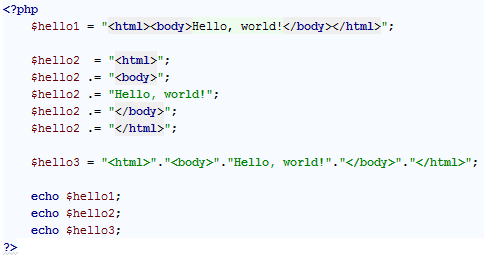 <?php
$hello1 = "<html><body>Hello, world!</body></html>";
$hello2  = "<html>";
$hello2 .= "<body>";
$hello2 .= "Hello, world!";
$hello2 .= "</body>";
$hello2 .= "</html>";
$hello3 = "<html>"."<body>"."Hello, world!"."</body>"."</html>";
echo $hello1;
echo $hello2;
echo $hello3;
?>